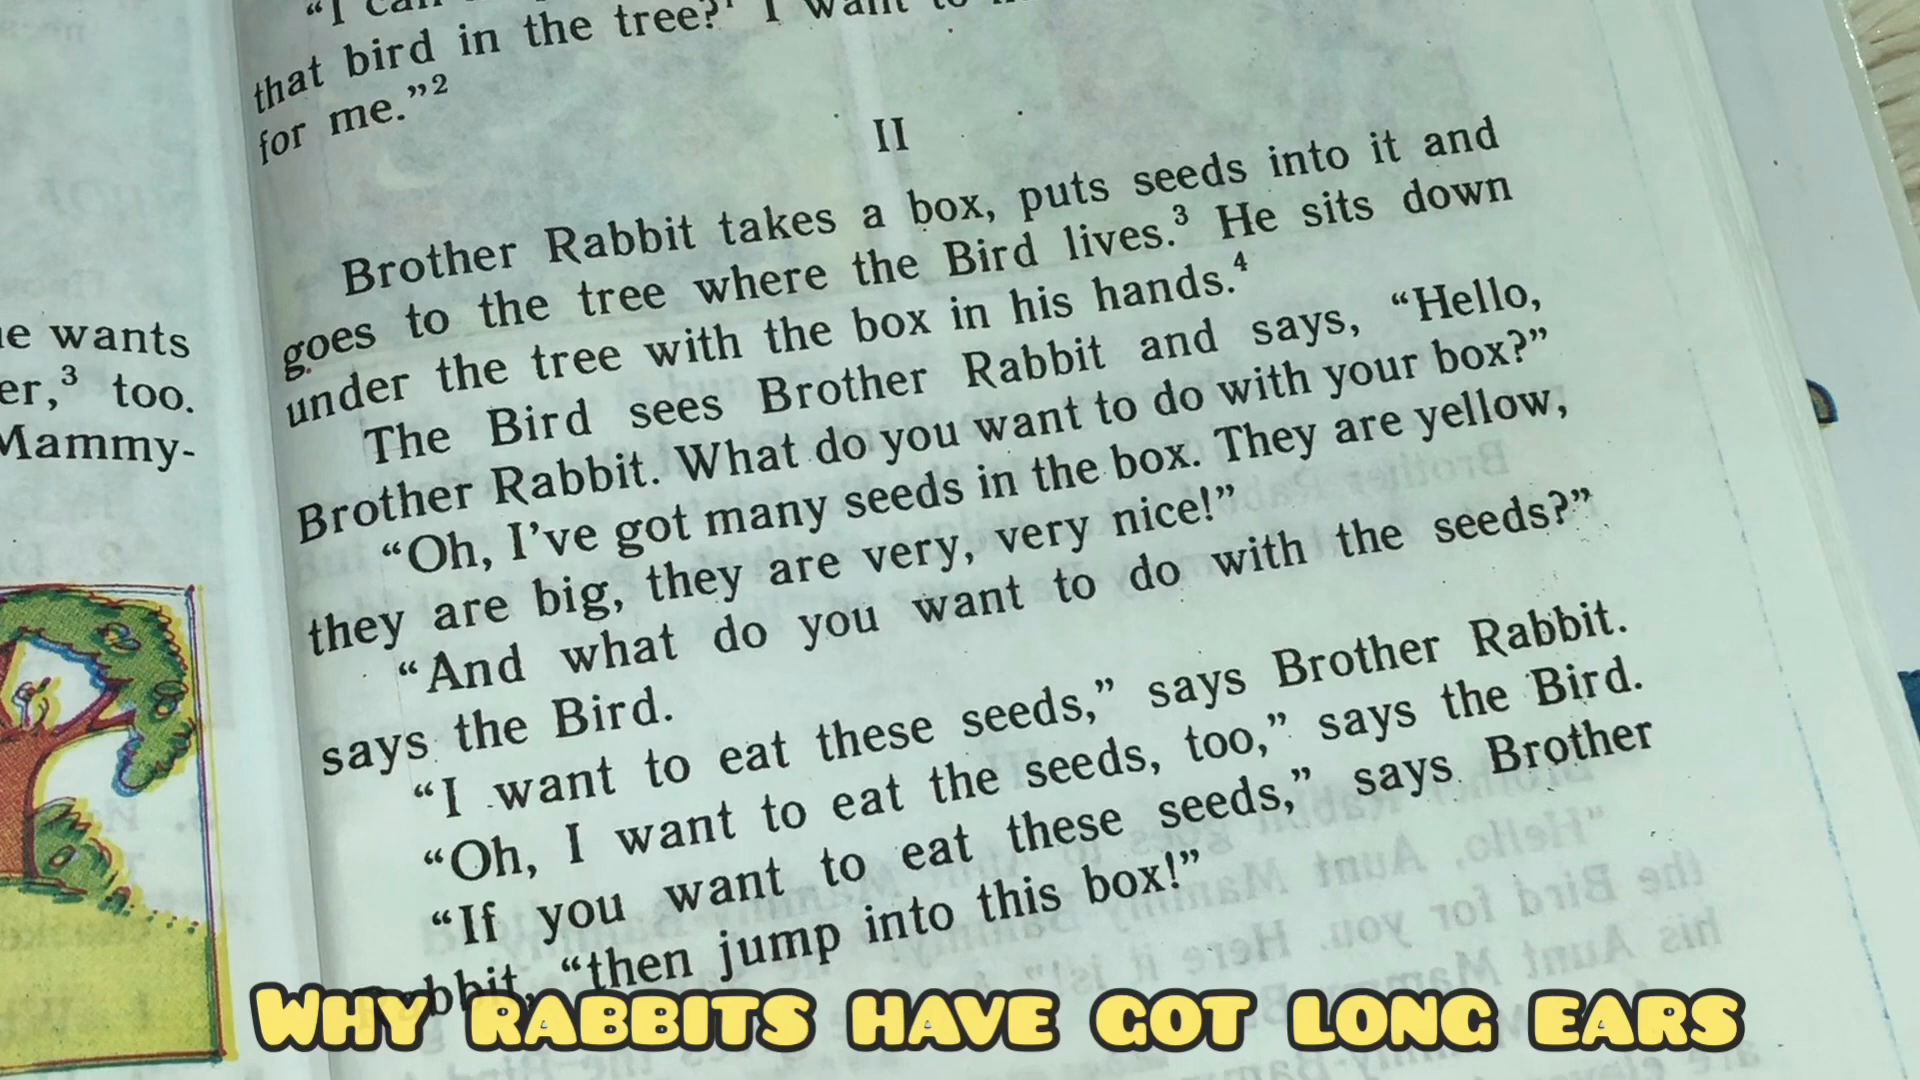 "I can
that bird in the tree?¹ I want to
for me."²
II
Brother Rabbit takes a box, puts seeds into it and
goes to the tree where the Bird lives.³ He sits down
under the tree with the box in his hands.⁴
The Bird sees Brother Rabbit and says, "Hello,
Brother Rabbit. What do you want to do with your box?"
"Oh, I've got many seeds in the box. They are yellow,
they are big, they are very, very nice!"
"And what do you want to do with the seeds?"
says the Bird.
"I want to eat these seeds," says Brother Rabbit.
"Oh, I want to eat the seeds, too," says the Bird.
"If you want to eat these seeds," says Brother
Rabbit, "then jump into this box!"
wants
er,³ too.
Mammy-
WHY RABBITS HAVE GOT LONG EARS